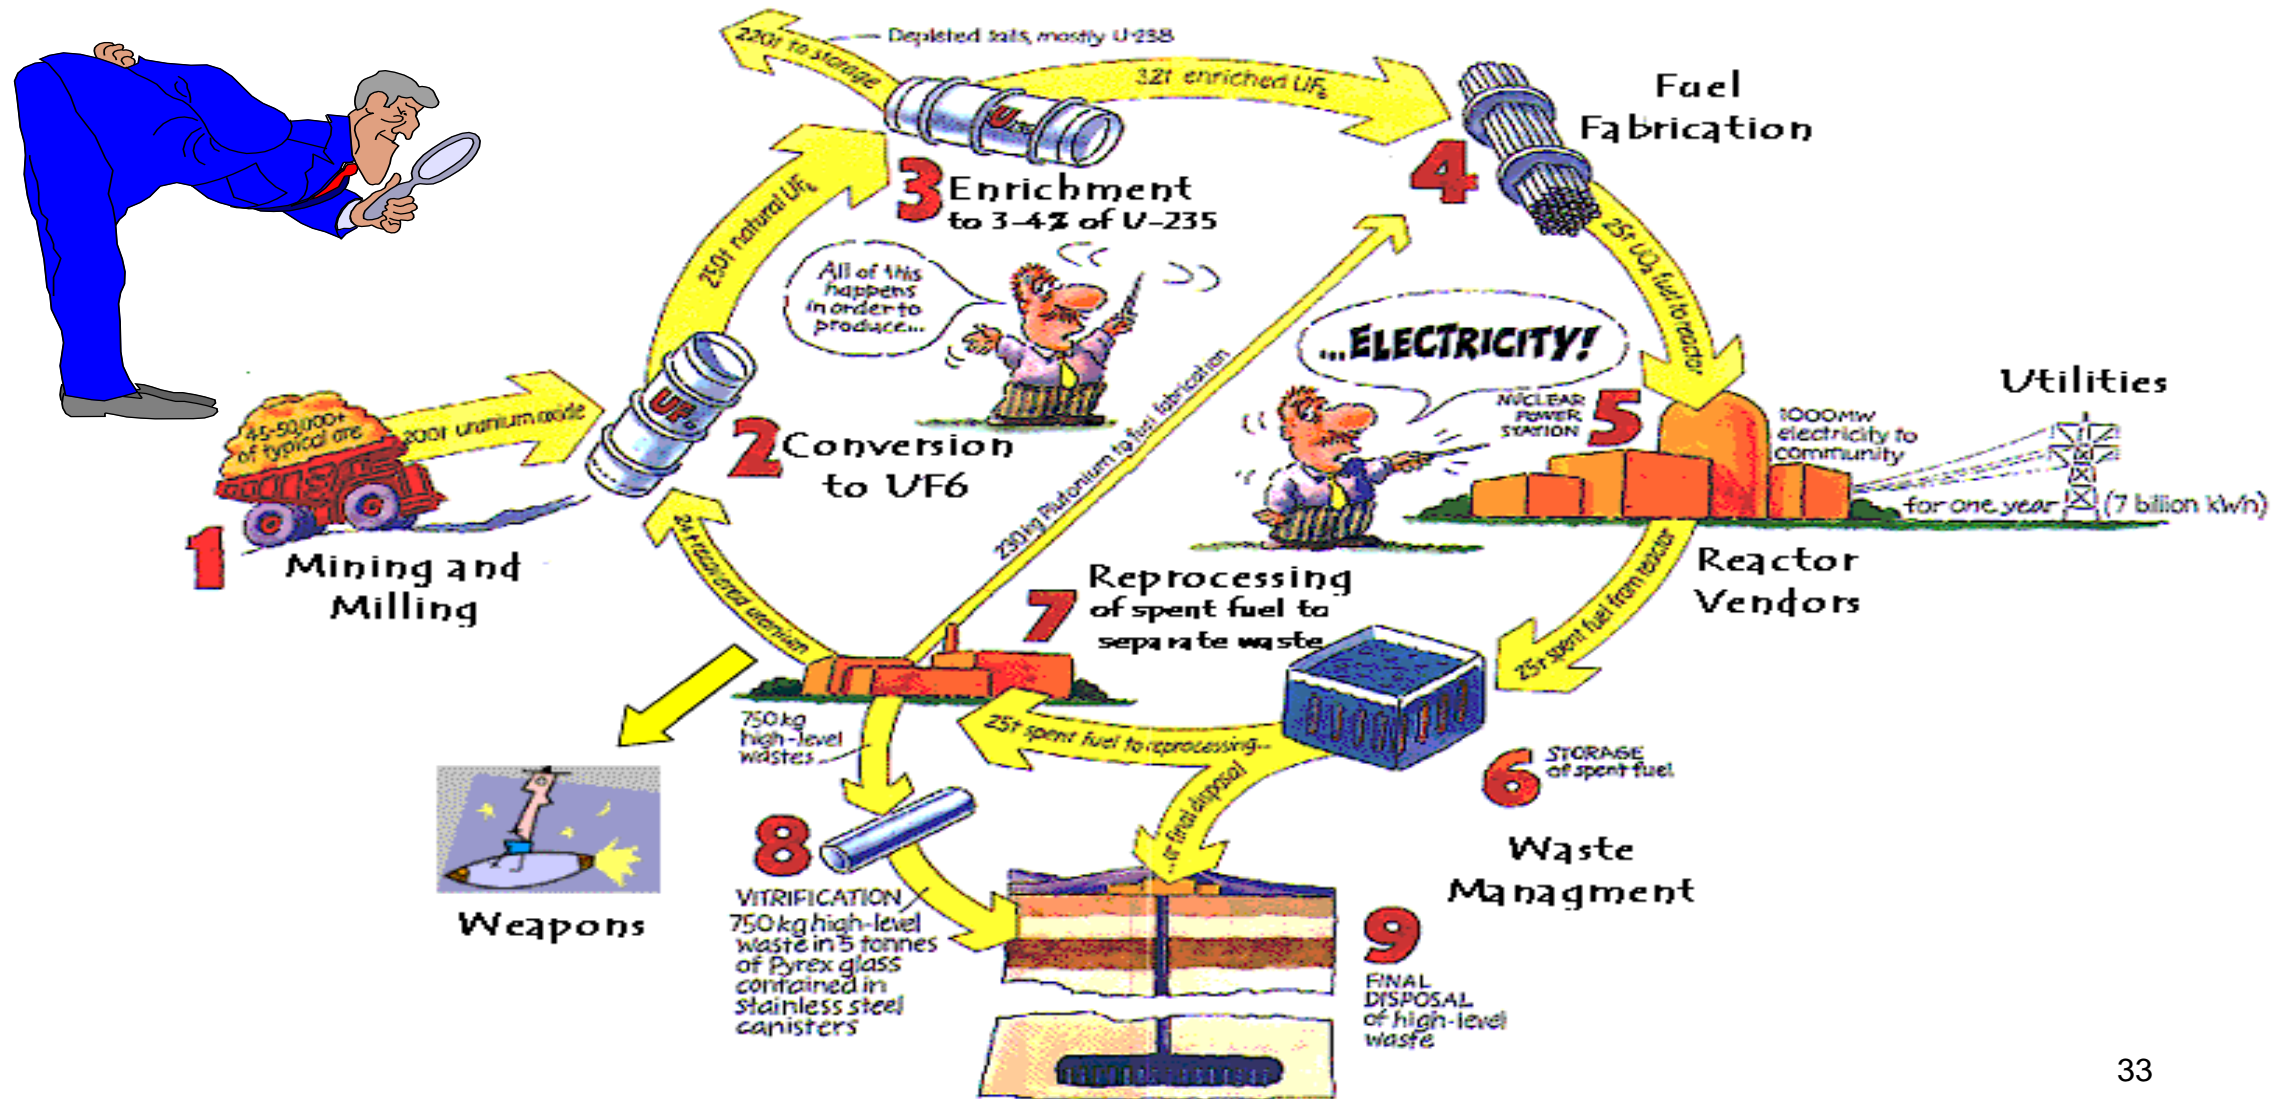 220t to storage
Depleted tails, mostly U-238
32t enriched UF6
Fuel
Fabrication
4
3
Enrichment
to 3-4% of U-235
250t natural UF6
All of this
happens
in order to
produce...
25t UO2 fuel to reactor
...ELECTRICITY!
Utilities
45-50,000t
of typical ore
200t uranium oxide
UF6
2
Conversion
to UF6
230kg Plutonium to fuel fabrication
NUCLEAR
POWER
STATION
5
1000MW
electricity to
community
for one year
(7 billion kWh)
1
Mining and
Milling
24t recovered uranium
7
Reprocessing
of spent fuel to
separate waste
Reactor
Vendors
25t spent fuel from reactor
750kg
high-level
wastes
25t spent fuel to reprocessing...
...or final disposal
6
STORAGE
of spent fuel
Waste
Managment
Weapons
8
VITRIFICATION
750kg high-level
waste in 5 tonnes
of Pyrex glass
contained in
stainless steel
canisters
9
FINAL
DISPOSAL
of high-level
waste
33